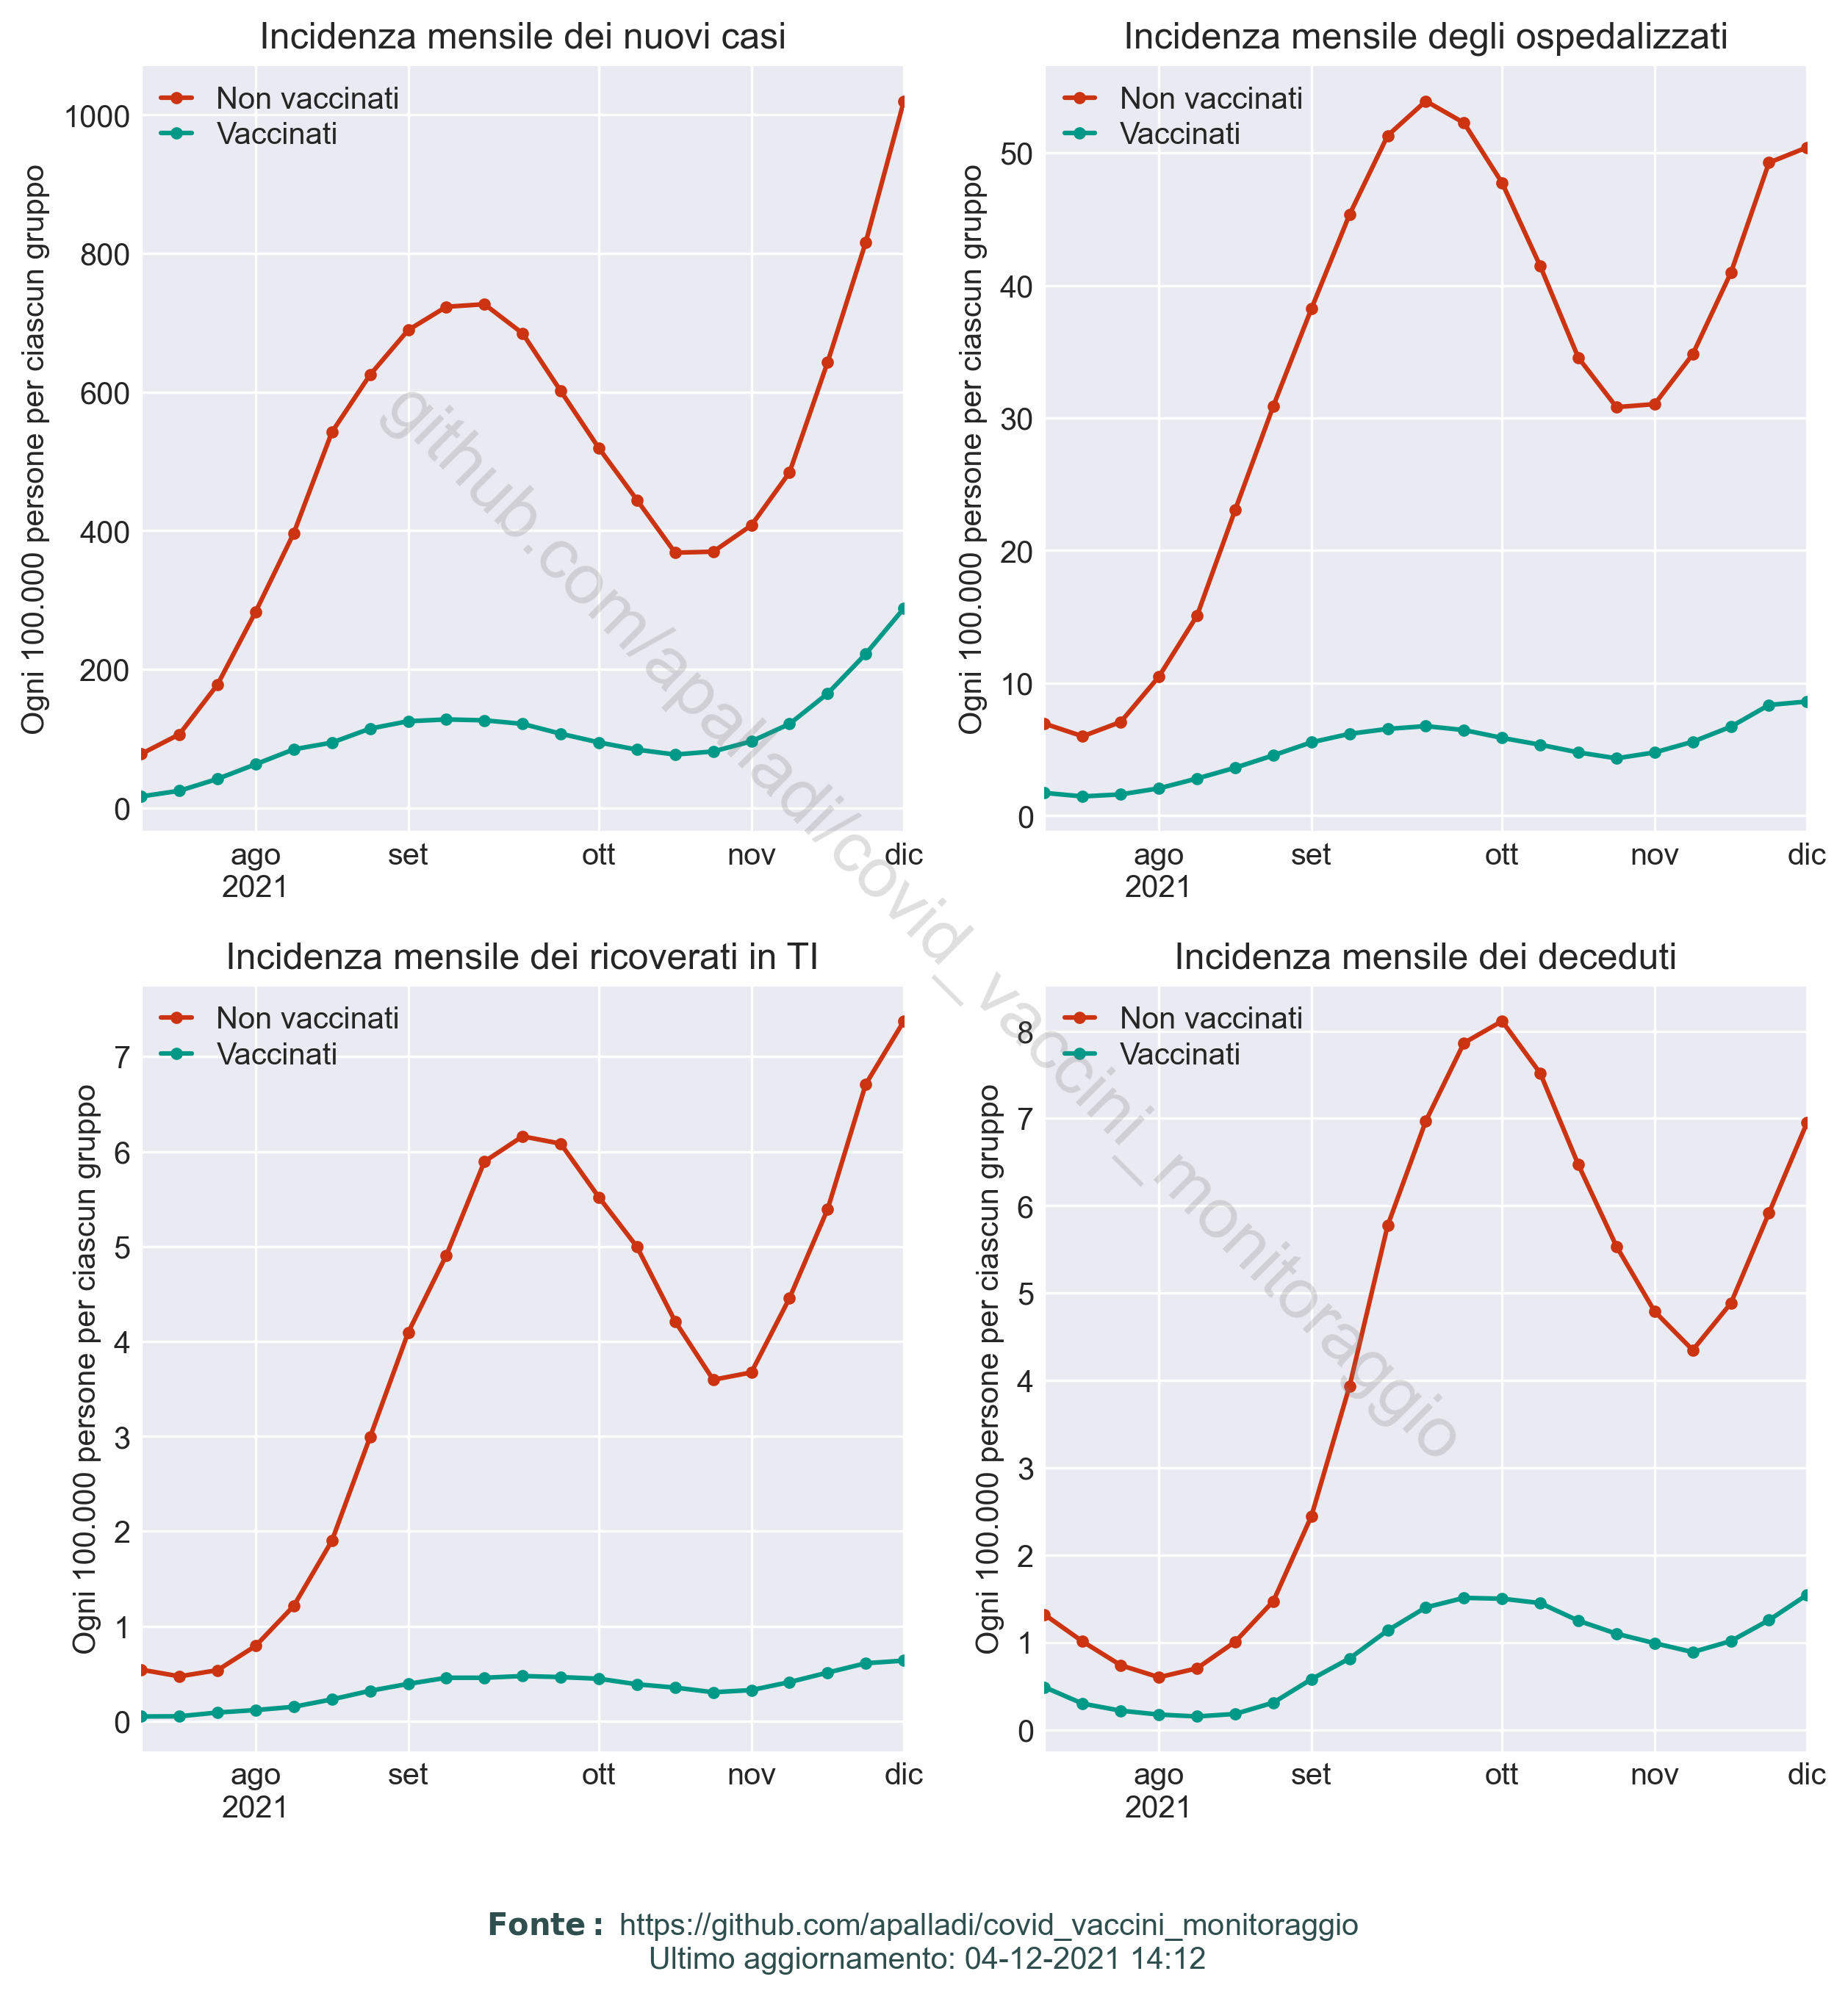 Incidenza mensile dei nuovi casi
Ogni 100.000 persone per ciascun gruppo
1000
800
600
400
200
0
Non vaccinati
Vaccinati
ago
2021
set
ott
nov
dic
Incidenza mensile degli ospedalizzati
Ogni 100.000 persone per ciascun gruppo
50
40
30
20
10
0
Non vaccinati
Vaccinati
ago
2021
set
ott
nov
dic
Incidenza mensile dei ricoverati in TI
Ogni 100.000 persone per ciascun gruppo
7
6
5
4
3
2
1
0
Non vaccinati
Vaccinati
ago
2021
set
ott
nov
dic
Incidenza mensile dei deceduti
Ogni 100.000 persone per ciascun gruppo
8
7
6
5
4
3
2
1
0
Non vaccinati
Vaccinati
ago
2021
set
ott
nov
dic
github.com/apalladi/covid_vaccini_monitoraggio
Fonte: https://github.com/apalladi/covid_vaccini_monitoraggio
Ultimo aggiornamento: 04-12-2021 14:12